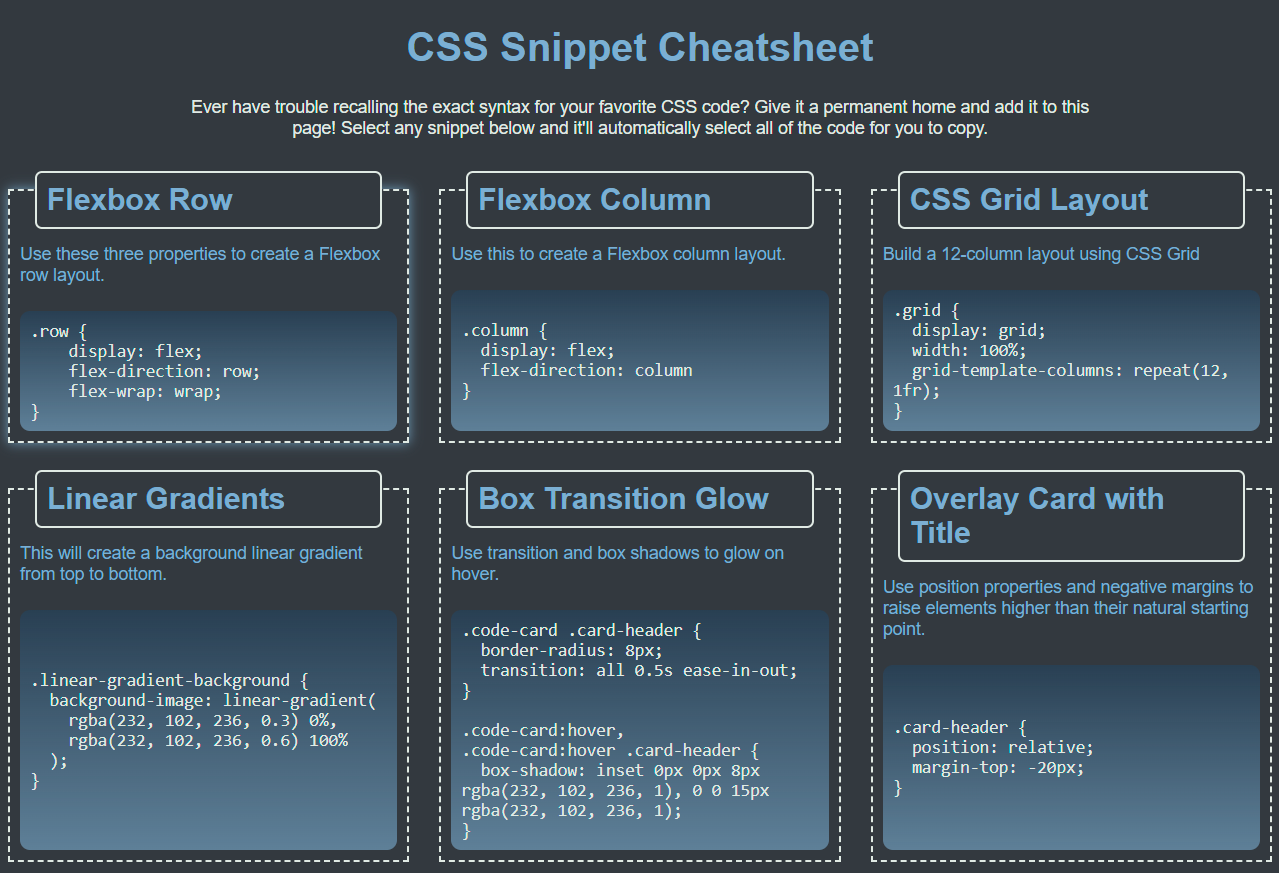 CSS Snippet Cheatsheet
Ever have trouble recalling the exact syntax for your favorite CSS code? Give it a permanent home and add it to this
page! Select any snippet below and it'll automatically select all of the code for you to copy.
Flexbox Row
Use these three properties to create a Flexbox
row layout.
.row {
    display: flex;
    flex-direction: row;
    flex-wrap: wrap;
}
Flexbox Column
Use this to create a Flexbox column layout.
.column {
  display: flex;
  flex-direction: column
}
CSS Grid Layout
Build a 12-column layout using CSS Grid
.grid {
  display: grid;
  width: 100%;
  grid-template-columns: repeat(12,
1fr);
}
Linear Gradients
This will create a background linear gradient
from top to bottom.
.linear-gradient-background {
  background-image: linear-gradient(
    rgba(232, 102, 236, 0.3) 0%,
    rgba(232, 102, 236, 0.6) 100%
  );
}
Box Transition Glow
Use transition and box shadows to glow on
hover.
.code-card .card-header {
  border-radius: 8px;
  transition: all 0.5s ease-in-out;
}
.code-card:hover,
.code-card:hover .card-header {
  box-shadow: inset 0px 0px 8px
rgba(232, 102, 236, 1), 0 0 15px
rgba(232, 102, 236, 1);
}
Overlay Card with
Title
Use position properties and negative margins to
raise elements higher than their natural starting
point.
.card-header {
  position: relative;
  margin-top: -20px;
}